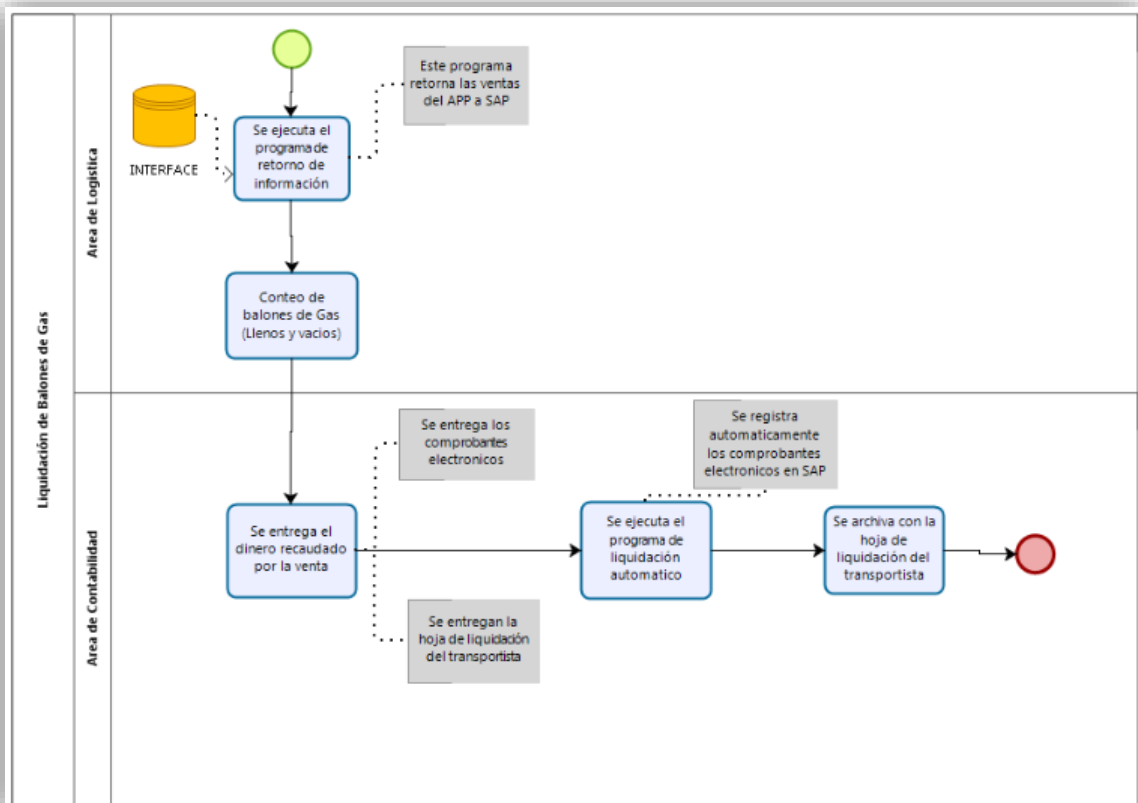 Liquidación de Balones de Gas
Area de Logística
Este programa
retorna las ventas
del APP a SAP
INTERFACE
Se ejecuta el
programa de
retorno de
información
Conteo de
balones de Gas
(Llenos y vacios)
Area de Contabilidad
Se entrega los
comprobantes
electronicos
Se registra
automaticamente
los comprobantes
electronicos en SAP
Se entrega el
dinero recaudado
por la venta
Se ejecuta el
programa de
liquidación
automatico
Se archiva con la
hoja de
liquidación del
transportista
Se entregan la
hoja de liquidación
del transportista